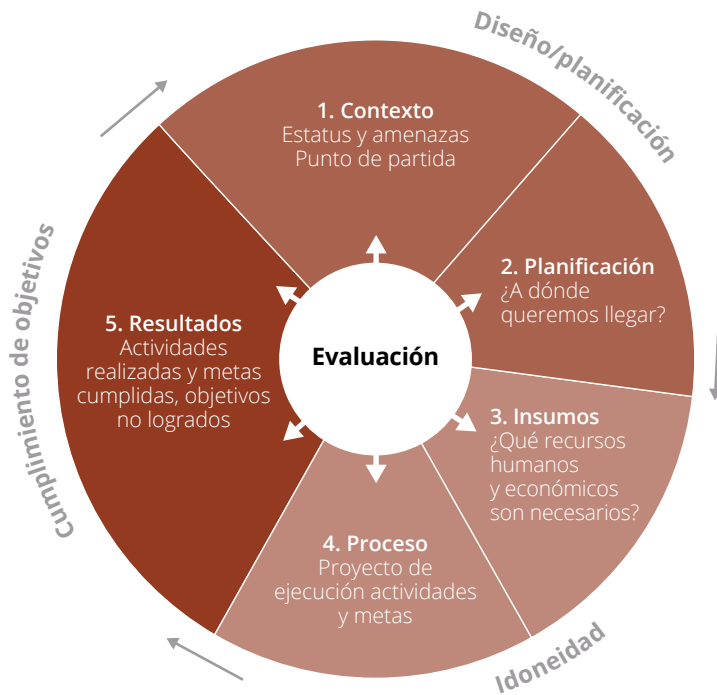 Diseño/planificación
1. Contexto
Estatus y amenazas
Punto de partida
2. Planificación
¿A dónde
queremos llegar?
3. Insumos
¿Qué recursos
humanos
y económicos
son necesarios?
Idoneidad
4. Proceso
Proyecto de
ejecución actividades
y metas
5. Resultados
Actividades
realizadas y metas
cumplidas, objetivos
no logrados
Cumplimiento de objetivos
Evaluación